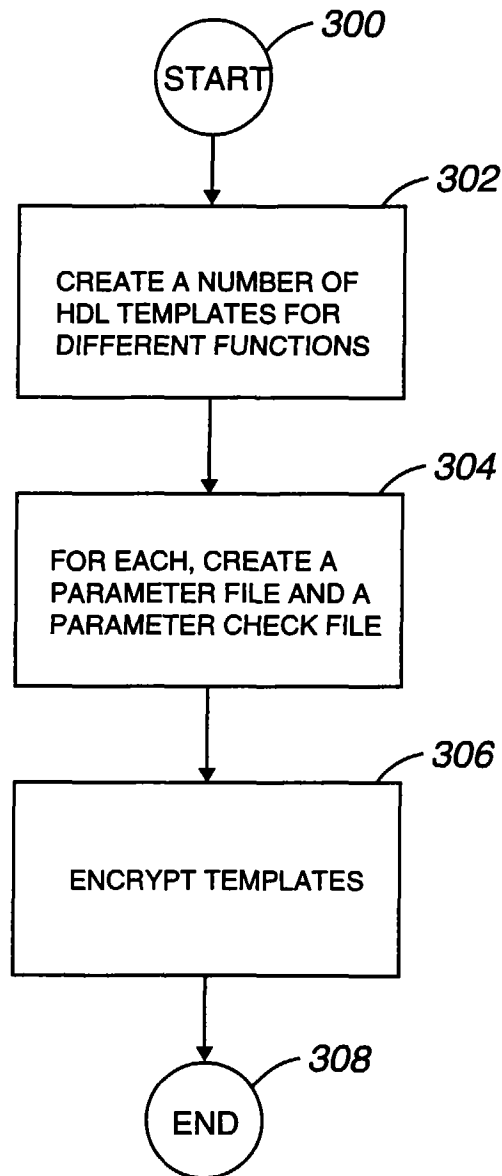 300
START
302
CREATE A NUMBER OF
HDL TEMPLATES FOR
DIFFERENT FUNCTIONS
304
FOR EACH, CREATE A
PARAMETER FILE AND A
PARAMETER CHECK FILE
306
ENCRYPT TEMPLATES
308
END